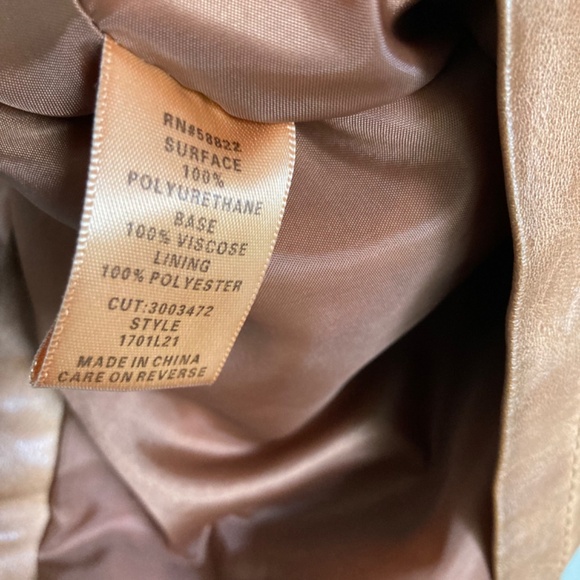 RN#58822
SURFACE
100%
POLYURETHANE
BASE
100% VISCOSE
LINING
100% POLYESTER
CUT:3003472
STYLE
1701L21
MADE IN CHINA
CARE ON REVERSE